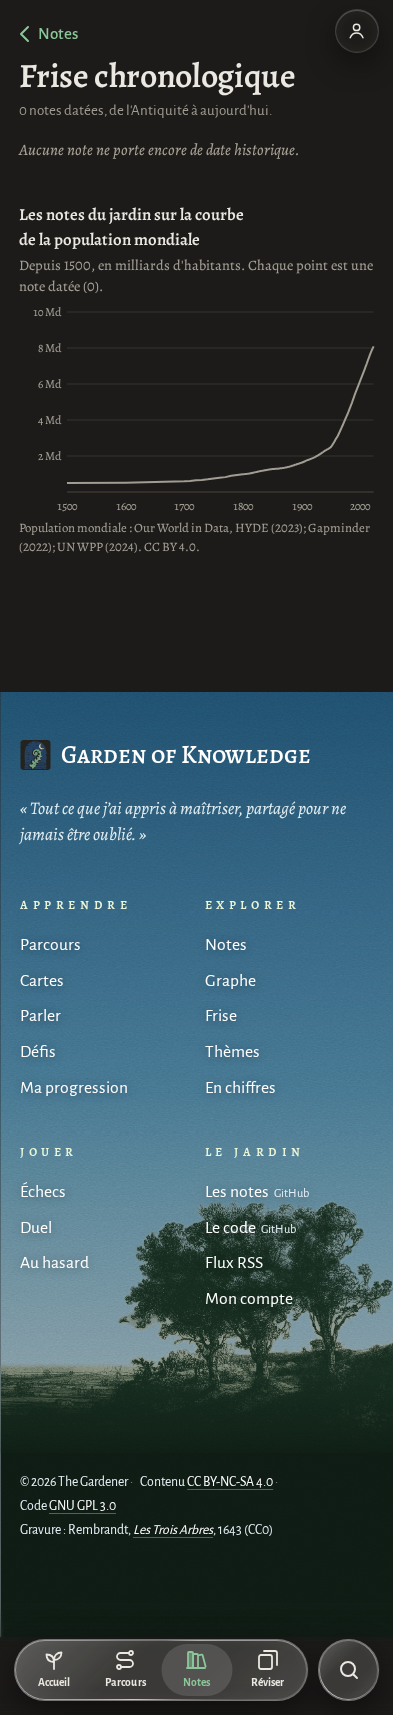 Notes
Frise chronologique
0 notes datées, de l'Antiquité à aujourd'hui.
Aucune note ne porte encore de date historique.
Les notes du jardin sur la courbe
de la population mondiale
Depuis 1500, en milliards d'habitants. Chaque point est une
note datée (0).
10 Md
8 Md
6 Md
4 Md
2 Md
1500 1600 1700 1800 1900 2000
Population mondiale : Our World in Data, HYDE (2023); Gapminder
(2022); UN WPP (2024). CC BY 4.0.
Garden of Knowledge
« Tout ce que j'ai appris à maîtriser, partagé pour ne
jamais être oublié. »
APPRENDRE
Parcours
Cartes
Parler
Défis
Ma progression
EXPLORER
Notes
Graphe
Frise
Thèmes
En chiffres
JOUER
Échecs
Duel
Au hasard
LE JARDIN
Les notes GitHub
Le code GitHub
Flux RSS
Mon compte
© 2026 The Gardener · Contenu CC BY-NC-SA 4.0 ·
Code GNU GPL 3.0
Gravure : Rembrandt, Les Trois Arbres, 1643 (CC0)
Accueil Parcours Notes Réviser